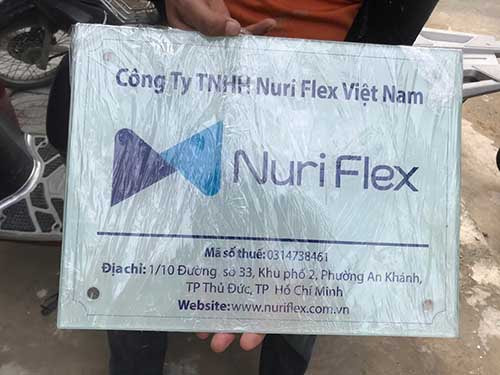 Công Ty TNHH Nuri Flex Việt Nam
Nuri Flex
Mã số thuế: 0314738461
Địa chỉ: 1/10 Đường số 33, Khu phố 2, Phường An Khánh,
TP Thủ Đức, TP Hồ Chí Minh
Website: www.nuriflex.com.vn